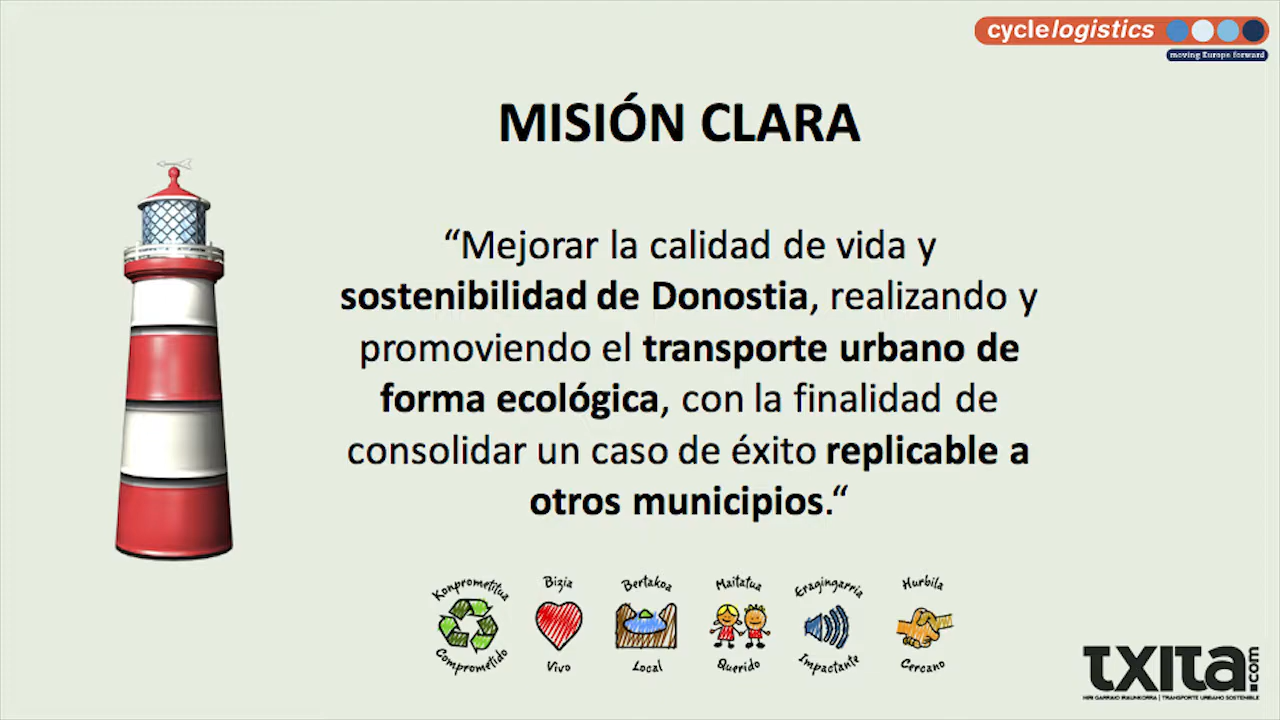 cyclelogistics
moving Europe forward
MISIÓN CLARA
“Mejorar la calidad de vida y
sostenibilidad de Donostia, realizando y
promoviendo el transporte urbano de
forma ecológica, con la finalidad de
consolidar un caso de éxito replicable a
otros municipios.“
Konprometitua Bizia Bertakoa Maitatua Eragingarria Hurbila
Comprometido Vivo Local Querido Impactante Cercano
txita.com
HIRI GARRAIO IRAUNKORRA | TRANSPORTE URBANO SOSTENIBLE